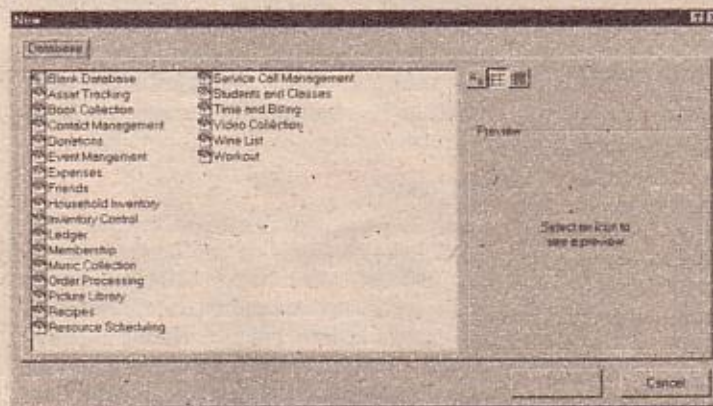 New
Database
Blank Database
Asset Tracking
Book Collection
Contact Management
Donations
Event Mangement
Expenses
Friends
Household Inventory
Inventory Control
Ledger
Membership
Music Collection
Order Processing
Picture Library
Recipes
Resource Scheduling
Service Call Management
Students and Classes
Time and Billing
Video Collection
Wine List
Workout
Preview
Select an icon to
see a preview.
Cancel